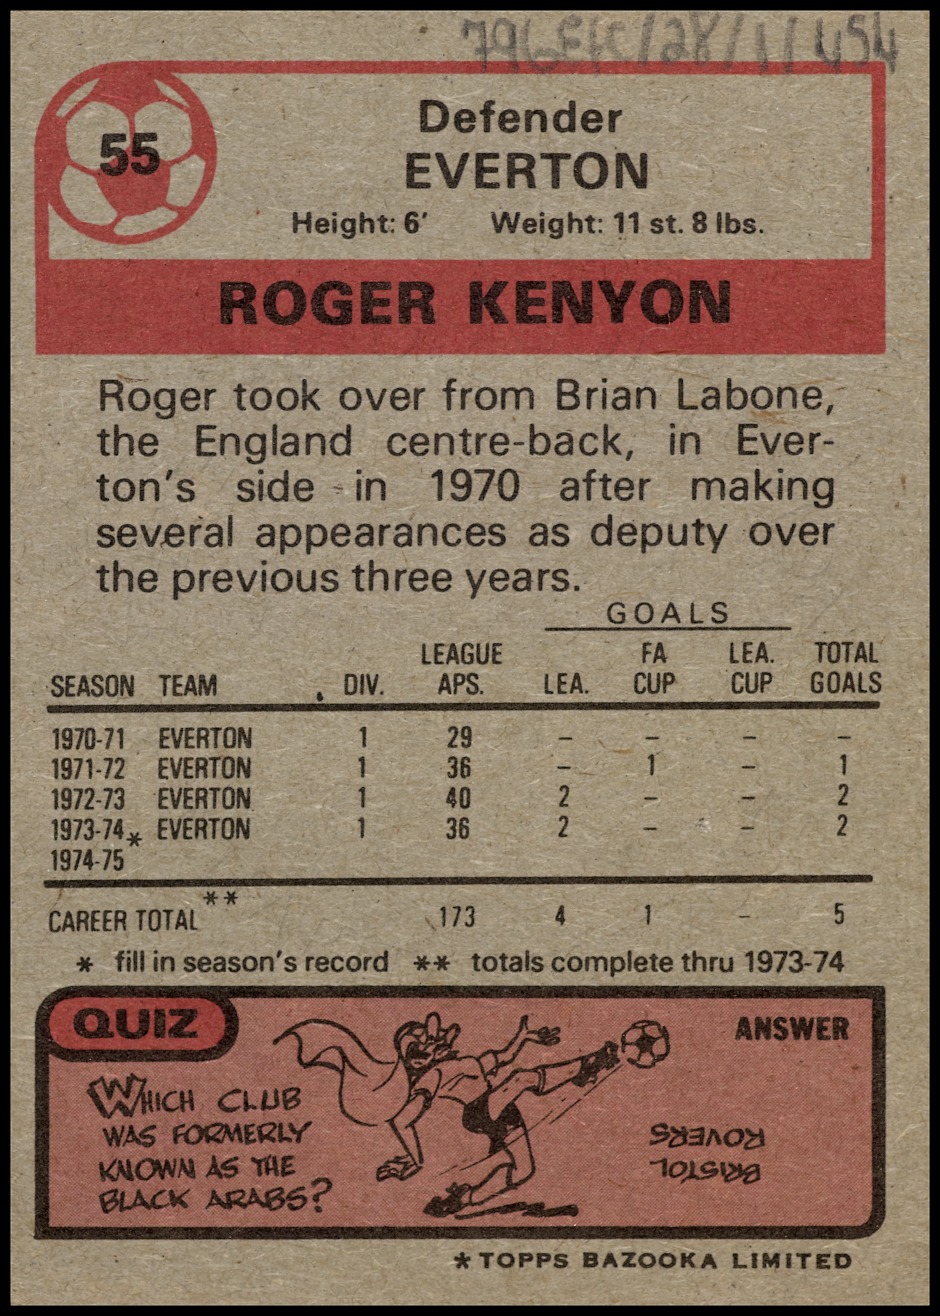 796EFC/28/1/454
55
Defender
EVERTON
Height: 6' Weight: 11 st. 8 lbs.
ROGER KENYON
Roger took over from Brian Labone,
the England centre-back, in Ever-
ton's side in 1970 after making
several appearances as deputy over
the previous three years.
GOALS
LEAGUE FA LEA. TOTAL
SEASON TEAM DIV. APS. LEA. CUP CUP GOALS
1970-71 EVERTON 1 29 – – – –
1971-72 EVERTON 1 36 – 1 – 1
1972-73 EVERTON 1 40 2 – – 2
1973-74 EVERTON 1 36 2 – – 2
1974-75*
CAREER TOTAL** 173 4 1 – 5
* fill in season's record ** totals complete thru 1973-74
QUIZ
WHICH CLUB
WAS FORMERLY
KNOWN AS THE
BLACK ARABS?
ANSWER
BRISTOL
ROVERS
* TOPPS BAZOOKA LIMITED